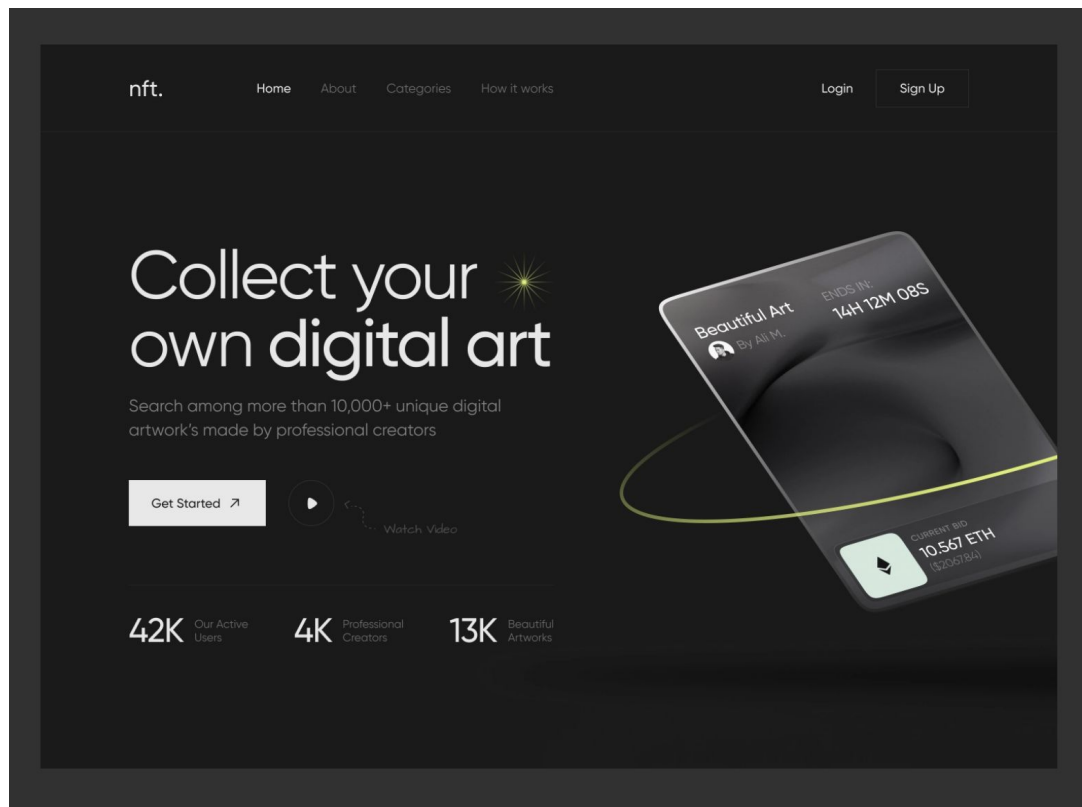 nft.
Home About Categories How it works
Login Sign Up
Collect your
own digital art
Search among more than 10,000+ unique digital
artwork's made by professional creators
Get Started
Watch Video
42K Our Active
Users
4K Professional
Creators
13K Beautiful
Artworks
Beautiful Art
By Ali M.
ENDS IN:
14H 12M 08S
CURRENT BID
10.567 ETH
($2067.84)